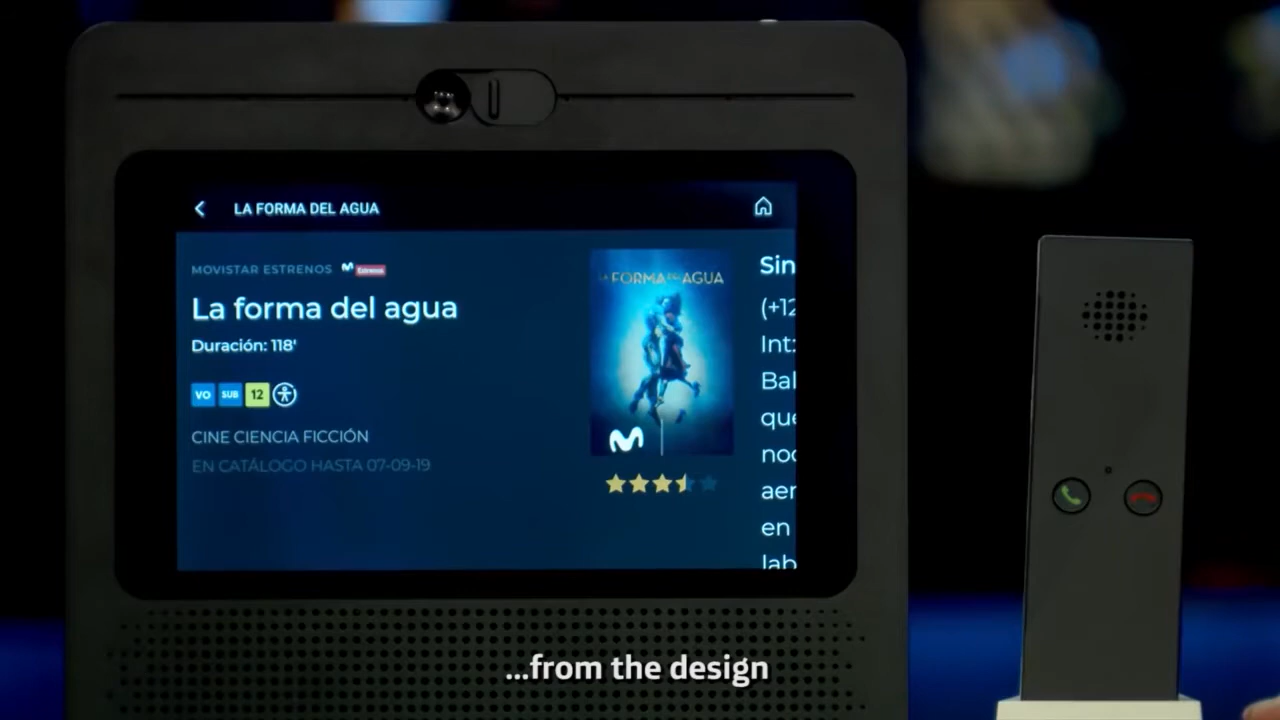 LA FORMA DEL AGUA
MOVISTAR ESTRENOS Estrenos
La forma del agua
Duración: 118'
VO SUB 12
CINE CIENCIA FICCIÓN
EN CATÁLOGO HASTA 07-09-19
LA FORMA DEL AGUA
Sin
(+12
Int:
Bal
que
noc
aer
en
lab
...from the design